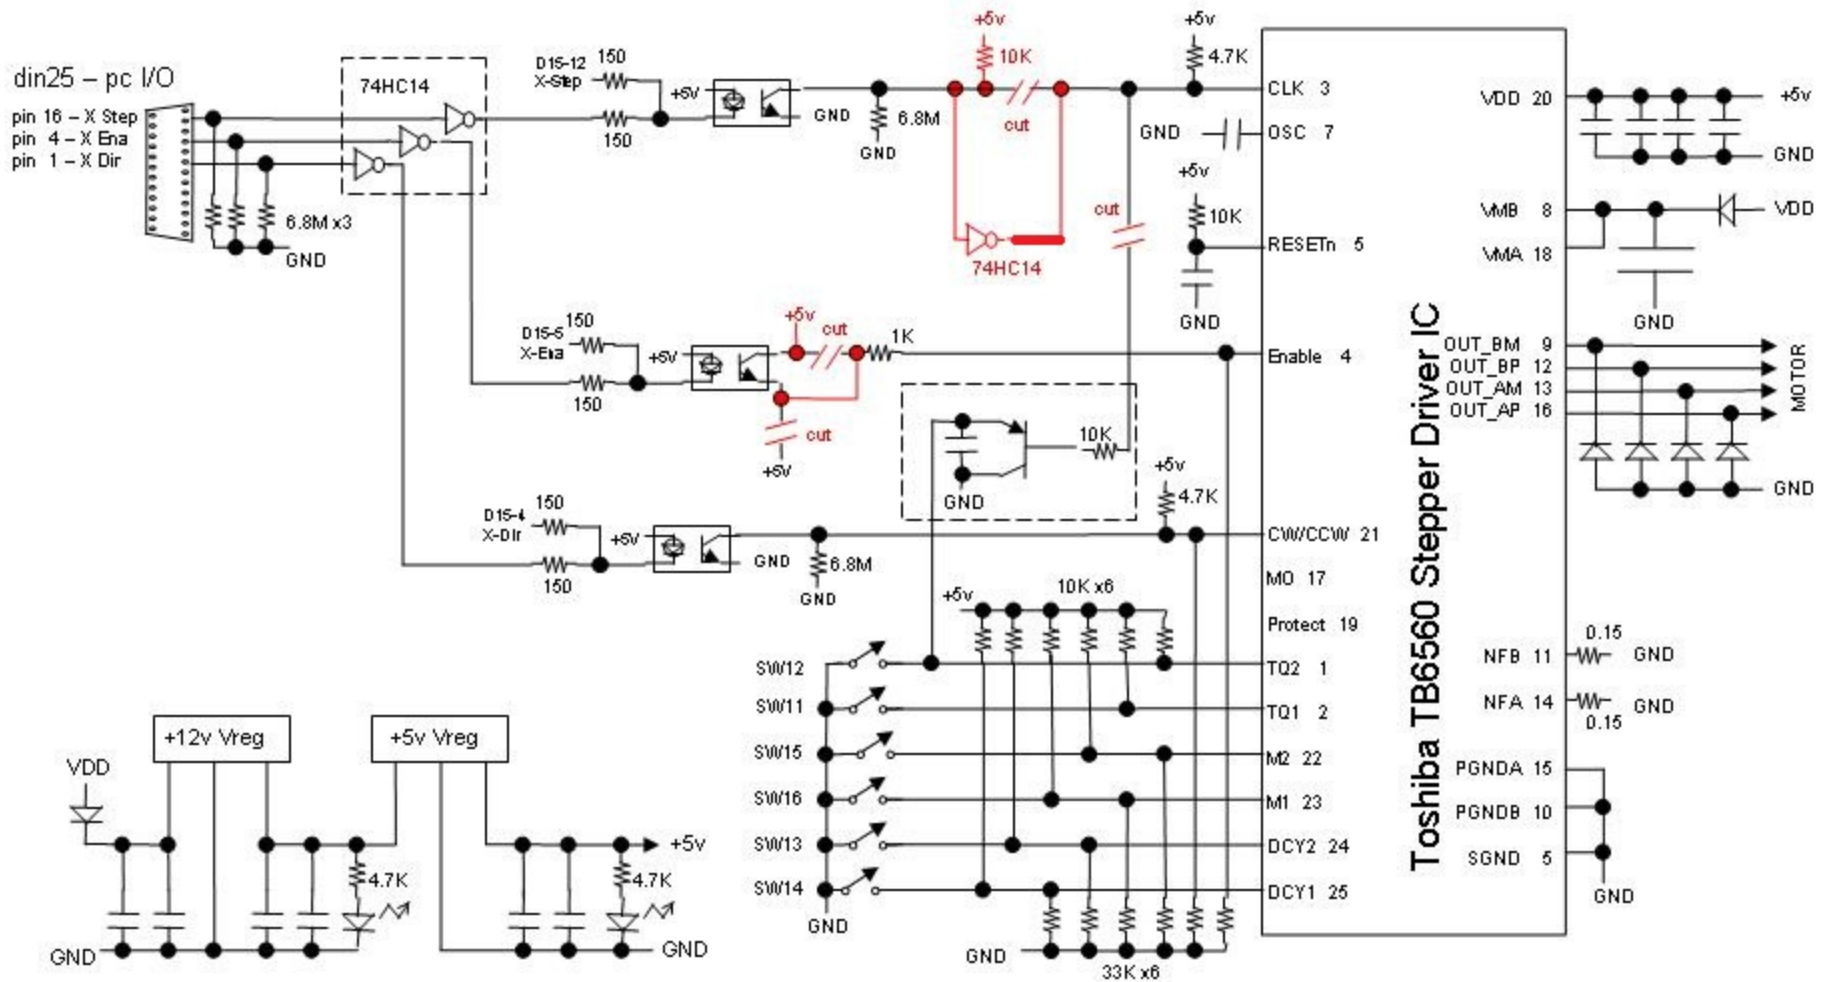 +5v
+5v
10K
4.7K
din25 – pc I/O
pin 16 – X Step
pin 4 – X Ena
pin 1 – X Dir
74HC14
6.8M x3
GND
D15-12
X-Step
150
150
+5V
GND
6.8M
GND
cut
74HC14
cut
CLK 3
GND
OSC 7
+5v
10K
RESETn 5
GND
D15-5
X-Ena
150
150
+5V
+5v
cut
cut
+5V
1K
Enable 4
10K
GND
+5v
4.7K
D15-4
X-Dir
150
150
+5V
GND
6.8M
GND
CW/CCW 21
MO 17
+5v
10K x6
Protect 19
SW12
TQ2 1
SW11
TQ1 2
SW15
M2 22
SW16
M1 23
SW13
DCY2 24
SW14
DCY1 25
GND
GND
33K x6
Toshiba TB6560 Stepper Driver IC
VDD 20
+5v
GND
VMB 8
VDD
VMA 18
GND
OUT_BM 9
OUT_BP 12
OUT_AM 13
OUT_AP 16
MOTOR
GND
NFB 11
0.15
GND
NFA 14
0.15
GND
PGNDA 15
PGNDB 10
SGND 5
GND
+12v Vreg
+5v Vreg
VDD
4.7K
GND
+5v
4.7K
GND